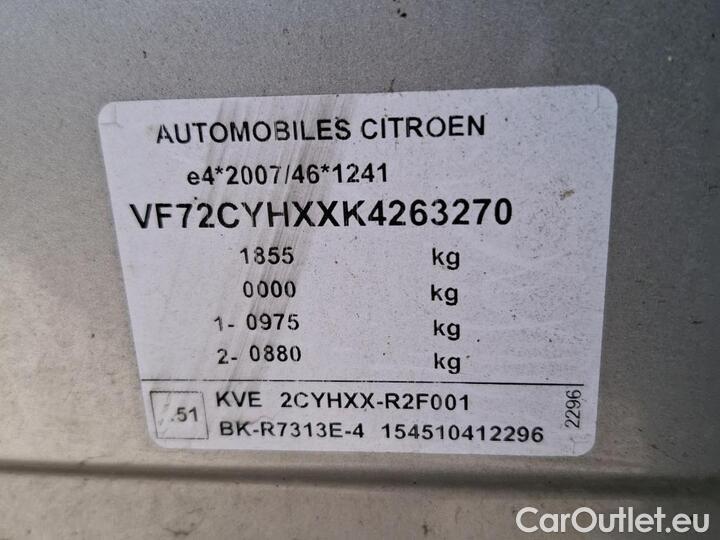 AUTOMOBILES CITROEN
e4*2007/46*1241
VF72CYHXXK4263270
1855 kg
0000 kg
1- 0975 kg
2- 0880 kg
.51 KVE 2CYHXX-R2F001
BK-R7313E-4 154510412296
2296
CarOutlet.eu